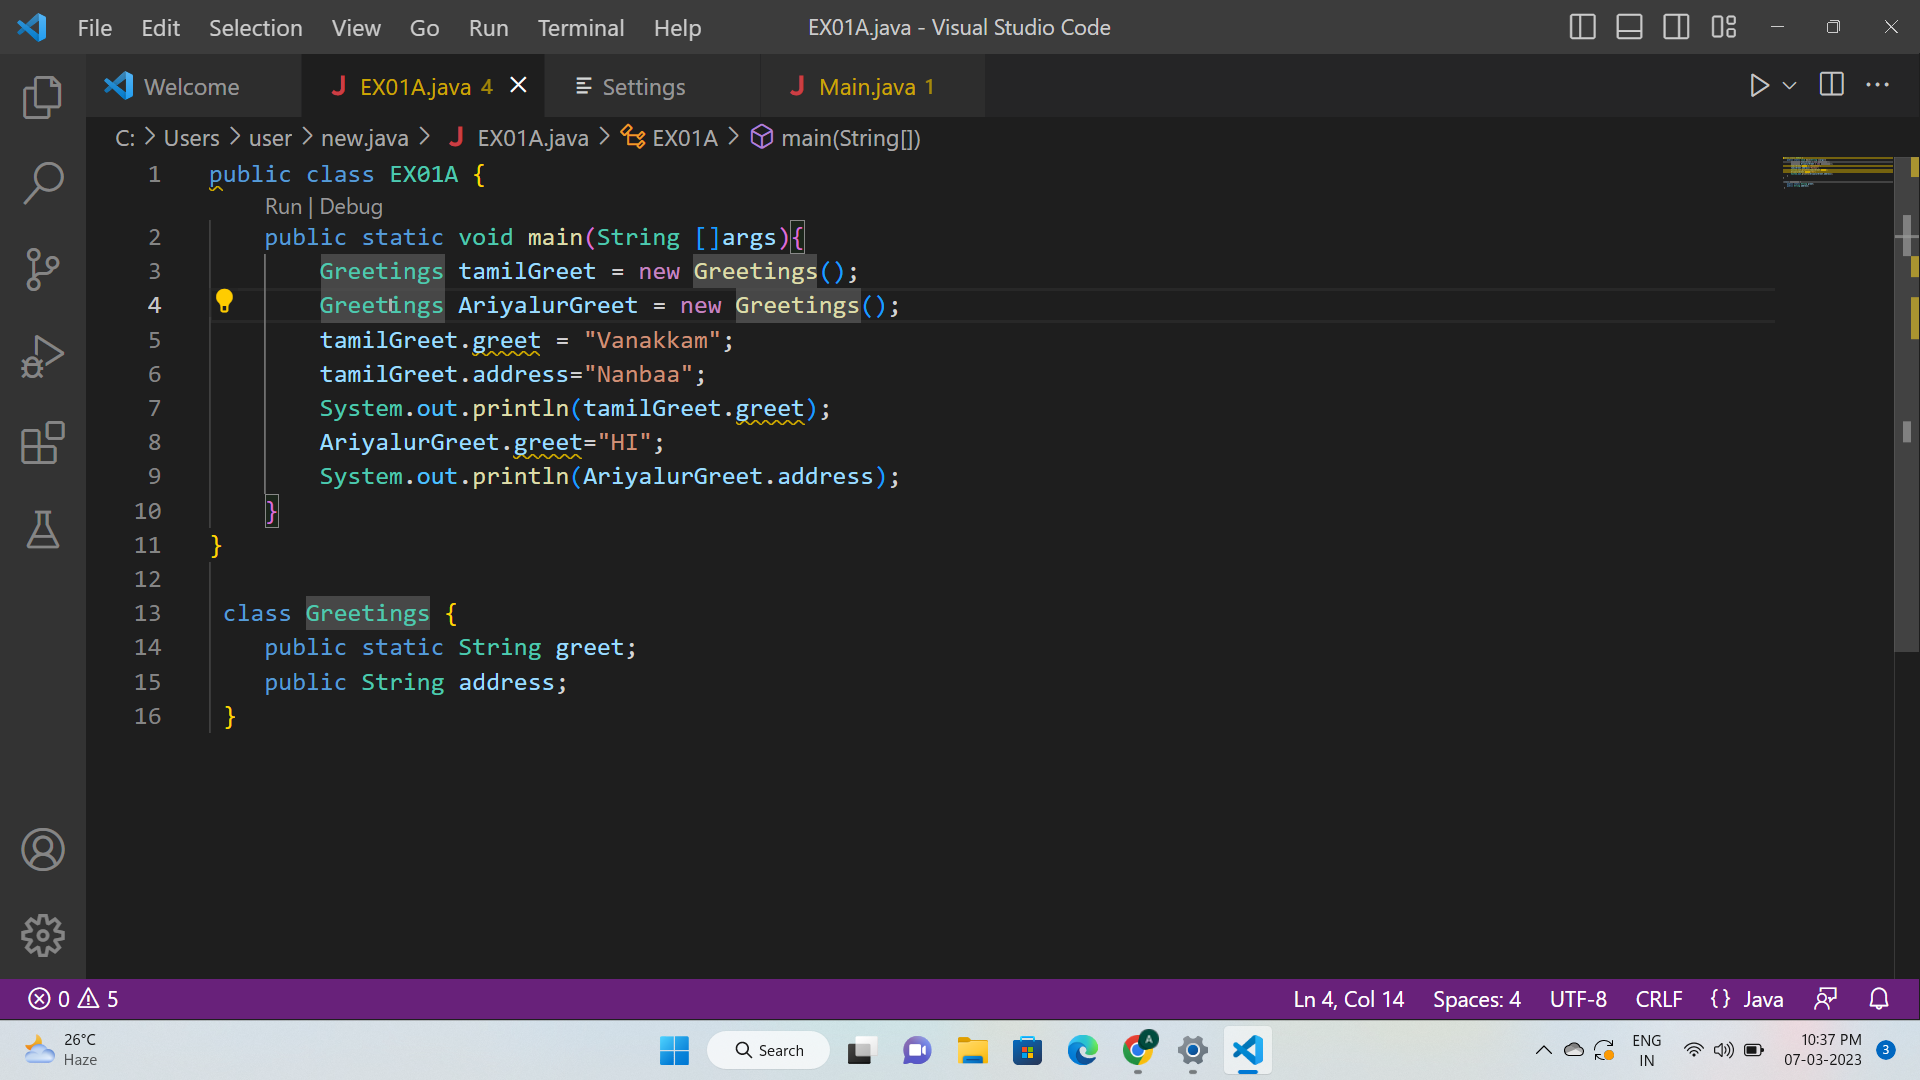 File Edit Selection View Go Run Terminal Help EX01A.java - Visual Studio Code
Welcome EX01A.java 4 Settings Main.java 1
C: > Users > user > new.java > EX01A.java > EX01A > main(String[])
1 public class EX01A {
Run | Debug
2 public static void main(String []args){
3 Greetings tamilGreet = new Greetings();
4 Greetings AriyalurGreet = new Greetings();
5 tamilGreet.greet = "Vanakkam";
6 tamilGreet.address="Nanbaa";
7 System.out.println(tamilGreet.greet);
8 AriyalurGreet.greet="HI";
9 System.out.println(AriyalurGreet.address);
10 }
11 }
12
13 class Greetings {
14 public static String greet;
15 public String address;
16 }
0 5 Ln 4, Col 14 Spaces: 4 UTF-8 CRLF {} Java
26°C
Haze
Search
A
ENG
IN
10:37 PM
07-03-2023
3